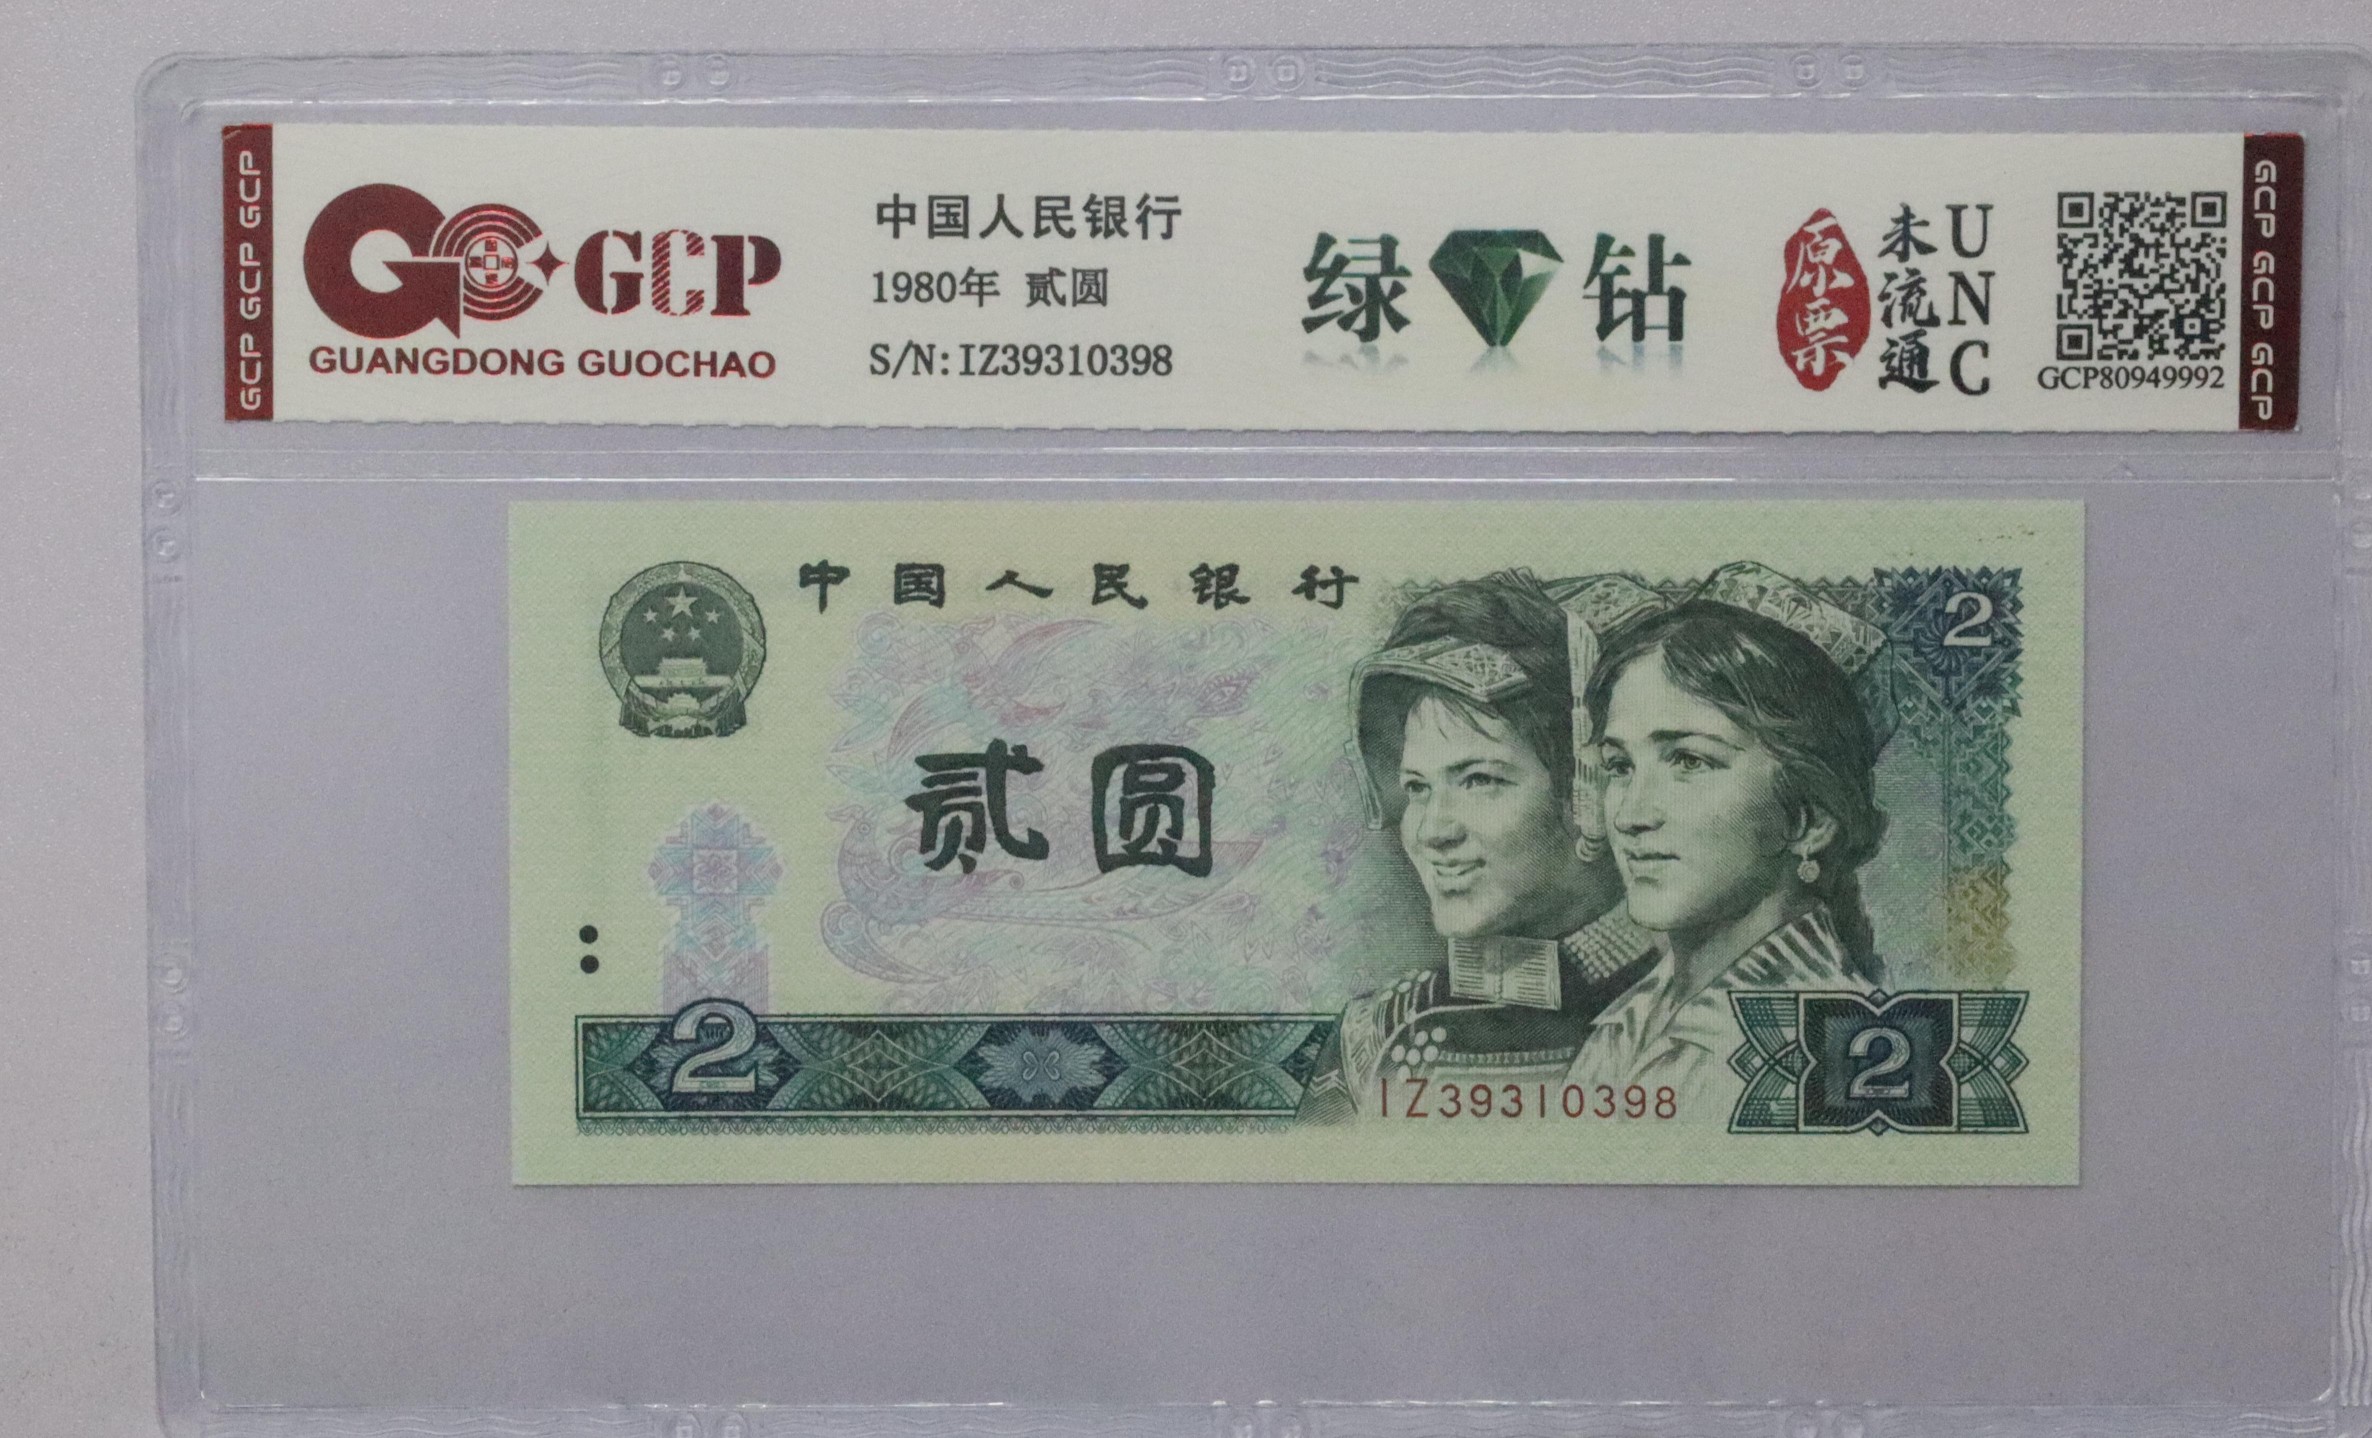 GCP GCP GCP
GCP
GUANGDONG GUOCHAO
中国人民银行
1980年 贰圆
S/N: IZ39310398
绿钻
原票
未流通
UNC
GCP80949992
GCP GCP GCP
中国人民银行
2
贰圆
2
IZ39310398
2